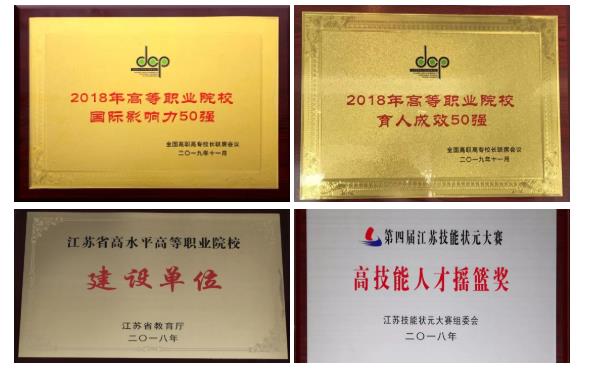 dcp
2018年高等职业院校
国际影响力50强
全国高职高专校长联席会议
二〇一九年十一月
dcp
2018年高等职业院校
育人成效50强
全国高职高专校长联席会议
二〇一九年十一月
江苏省高水平高等职业院校
建设单位
江苏省教育厅
二〇一八年
第四届江苏技能状元大赛
高技能人才摇篮奖
江苏技能状元大赛组委会
二〇一八年